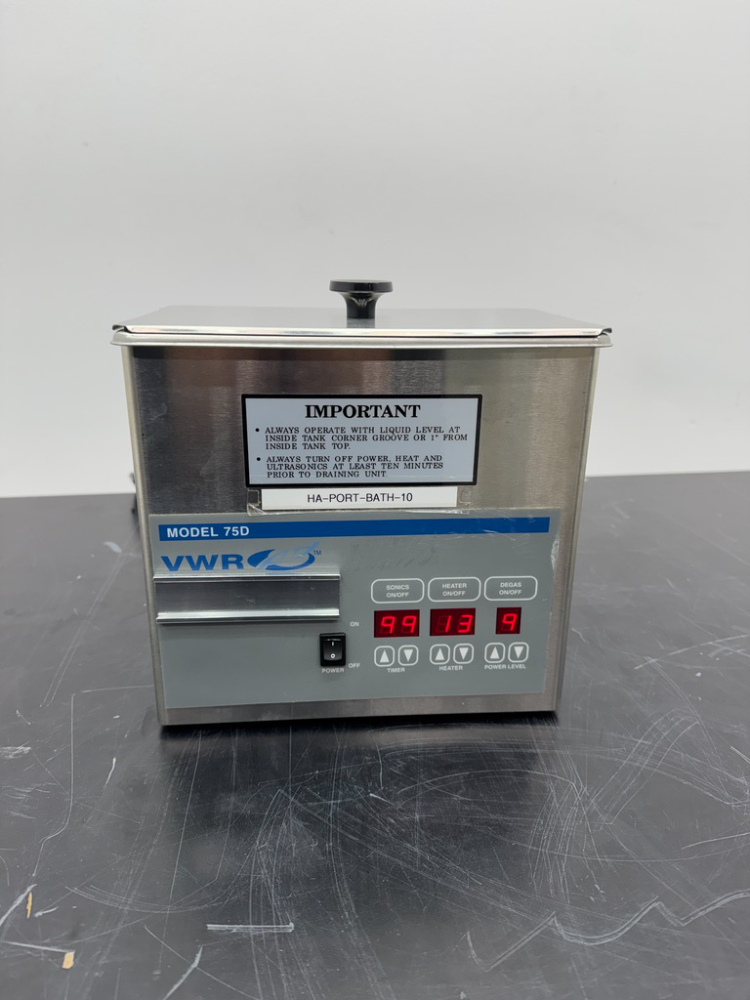 IMPORTANT
• ALWAYS OPERATE WITH LIQUID LEVEL AT
INSIDE TANK CORNER GROOVE OR 1" FROM
INSIDE TANK TOP.
• ALWAYS TURN OFF POWER, HEAT AND
ULTRASONICS AT LEAST TEN MINUTES
PRIOR TO DRAINING UNIT
HA-PORT-BATH-10
MODEL 75D
VWR TM
SONICS ON/OFF
HEATER ON/OFF
DEGAS ON/OFF
99 13 9
ON
OFF
POWER
TIMER
HEATER
POWER LEVEL